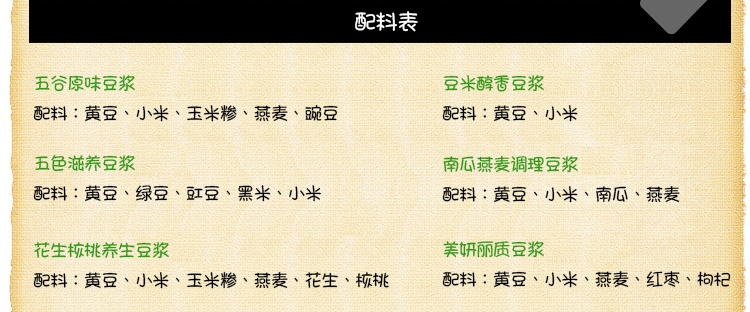 配料表
五谷原味豆浆
配料：黄豆、小米、玉米糁、燕麦、豌豆
豆米醇香豆浆
配料：黄豆、小米
五色滋养豆浆
配料：黄豆、绿豆、豇豆、黑米、小米
南瓜燕麦调理豆浆
配料：黄豆、小米、南瓜、燕麦
花生核桃养生豆浆
配料：黄豆、小米、玉米糁、燕麦、花生、核桃
美妍丽质豆浆
配料：黄豆、小米、燕麦、红枣、枸杞